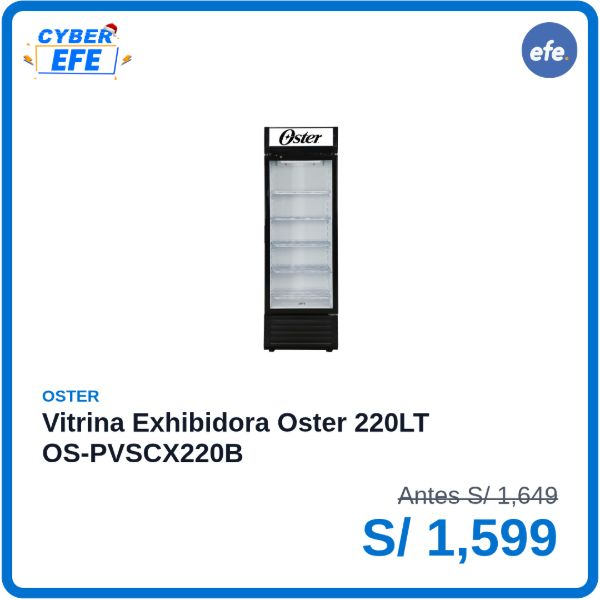 CYBER
EFE
efe.
Oster
OSTER
Vitrina Exhibidora Oster 220LT
OS-PVSCX220B
Antes S/ 1,649
S/ 1,599